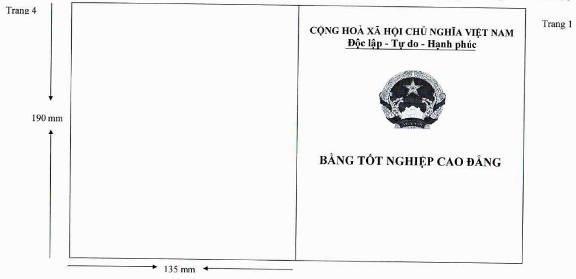 Trang 4
Trang 1
CỘNG HOÀ XÃ HỘI CHỦ NGHĨA VIỆT NAM
Độc lập - Tự do - Hạnh phúc
190 mm
BẰNG TỐT NGHIỆP CAO ĐẲNG
135 mm